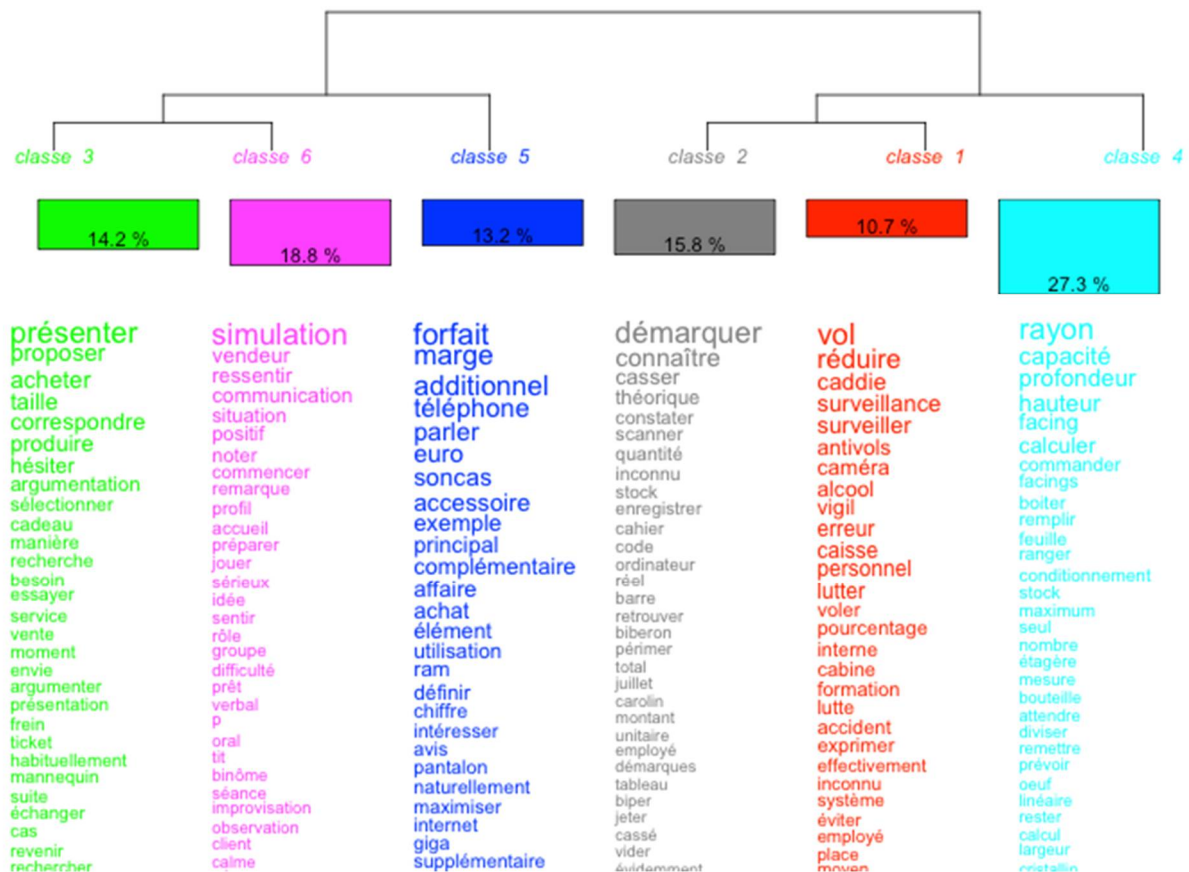 classe 3
classe 6
classe 5
classe 2
classe 1
classe 4
14.2 %
18.8 %
13.2 %
15.8 %
10.7 %
27.3 %
présenter
proposer
acheter
taille
correspondre
produire
hésiter
argumentation
sélectionner
cadeau
manière
recherche
besoin
essayer
service
vente
moment
envie
argumenter
présentation
frein
ticket
habituellement
mannequin
suite
échanger
cas
revenir
rechercher
simulation
vendeur
ressentir
communication
situation
positif
noter
commencer
remarque
profil
accueil
préparer
jouer
sérieux
idée
sentir
rôle
groupe
difficulté
prêt
verbal
p
oral
tit
binôme
séance
improvisation
observation
client
calme
forfait
marge
additionnel
téléphone
parler
euro
soncas
accessoire
exemple
principal
complémentaire
affaire
achat
élément
utilisation
ram
définir
chiffre
intéresser
avis
pantalon
naturellement
maximiser
internet
giga
supplémentaire
démarquer
connaître
casser
théorique
constater
scanner
quantité
inconnu
stock
enregistrer
cahier
code
ordinateur
réel
barre
retrouver
biberon
périmer
total
juillet
carolin
montant
unitaire
employé
démarques
tableau
biper
jeter
cassé
vider
évidemment
vol
réduire
caddie
surveillance
surveiller
antivols
caméra
alcool
vigil
erreur
caisse
personnel
lutter
voler
pourcentage
interne
cabine
formation
lutte
accident
exprimer
effectivement
inconnu
système
éviter
employé
place
moyen
rayon
capacité
profondeur
hauteur
facing
calculer
commander
facings
boiter
remplir
feuille
ranger
conditionnement
stock
maximum
seul
nombre
étagère
mesure
bouteille
attendre
diviser
remettre
prévoir
oeuf
linéaire
rester
calcul
largeur
cristallin